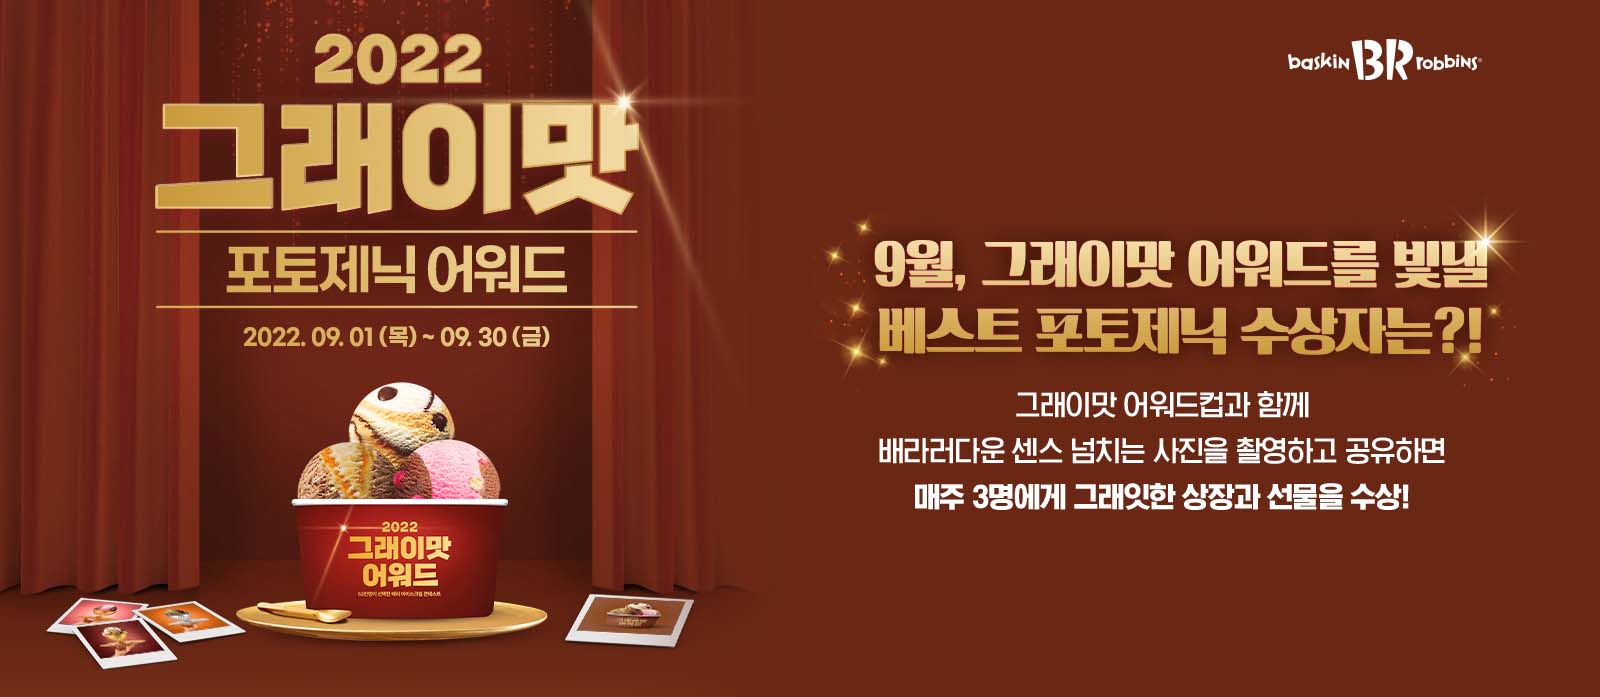 2022
그래이맛
포토제닉 어워드
2022. 09. 01 (목) ~ 09. 30 (금)
2022
그래이맛
어워드
baskin BR robbins
9월, 그래이맛 어워드를 빛낼
베스트 포토제닉 수상자는?!
그래이맛 어워드컵과 함께
배라러다운 센스 넘치는 사진을 촬영하고 공유하면
매주 3명에게 그래잇한 상장과 선물을 수상!